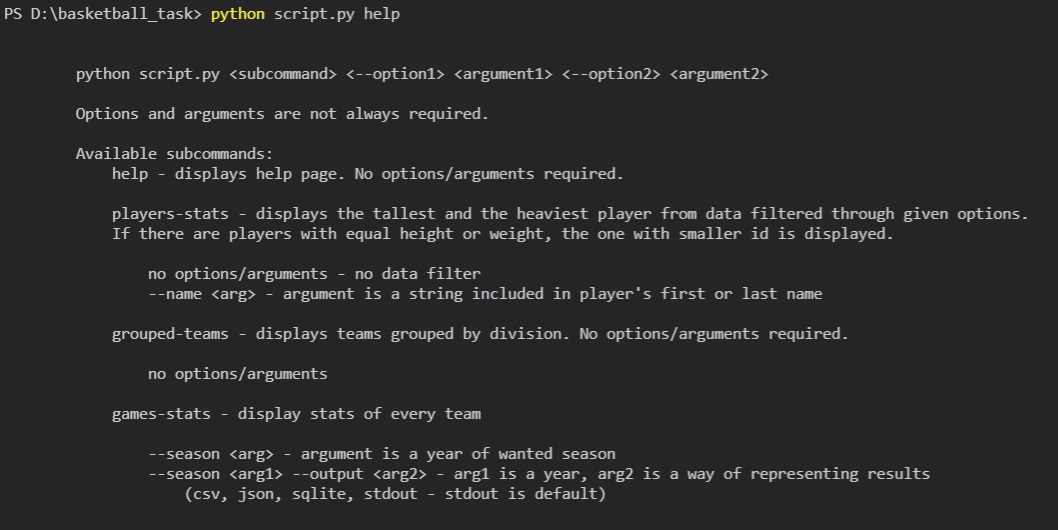 PS D:\basketball_task> python script.py help
python script.py <subcommand> <--option1> <argument1> <--option2> <argument2>
Options and arguments are not always required.
Available subcommands:
help - displays help page. No options/arguments required.
players-stats - displays the tallest and the heaviest player from data filtered through given options.
If there are players with equal height or weight, the one with smaller id is displayed.
no options/arguments - no data filter
--name <arg> - argument is a string included in player's first or last name
grouped-teams - displays teams grouped by division. No options/arguments required.
no options/arguments
games-stats - display stats of every team
--season <arg> - argument is a year of wanted season
--season <arg1> --output <arg2> - arg1 is a year, arg2 is a way of representing results
(csv, json, sqlite, stdout - stdout is default)